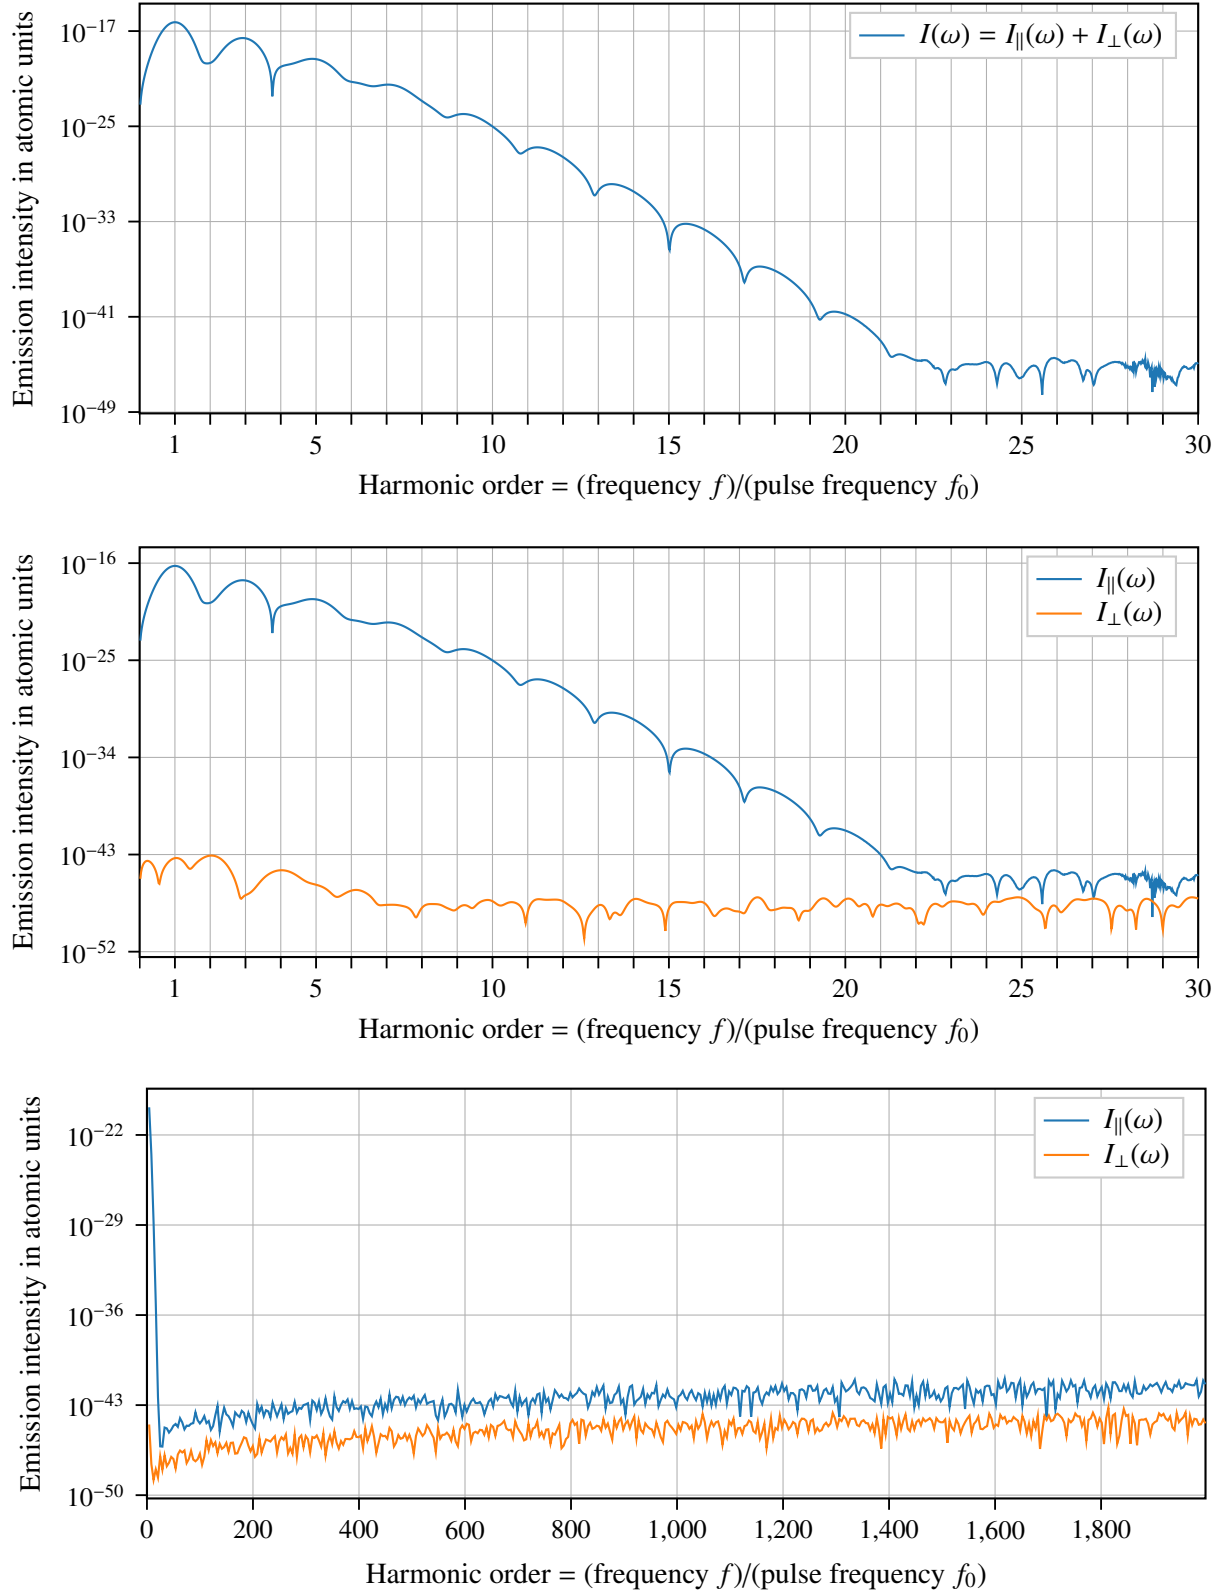 Emission intensity in atomic units
10⁻¹⁷
10⁻²⁵
10⁻³³
10⁻⁴¹
10⁻⁴⁹
I(ω) = I∥(ω) + I⊥(ω)
1 5 10 15 20 25 30
Harmonic order = (frequency f)/(pulse frequency f₀)
Emission intensity in atomic units
10⁻¹⁶
10⁻²⁵
10⁻³⁴
10⁻⁴³
10⁻⁵²
I∥(ω)
I⊥(ω)
1 5 10 15 20 25 30
Harmonic order = (frequency f)/(pulse frequency f₀)
Emission intensity in atomic units
10⁻²²
10⁻²⁹
10⁻³⁶
10⁻⁴³
10⁻⁵⁰
I∥(ω)
I⊥(ω)
0 200 400 600 800 1,000 1,200 1,400 1,600 1,800
Harmonic order = (frequency f)/(pulse frequency f₀)